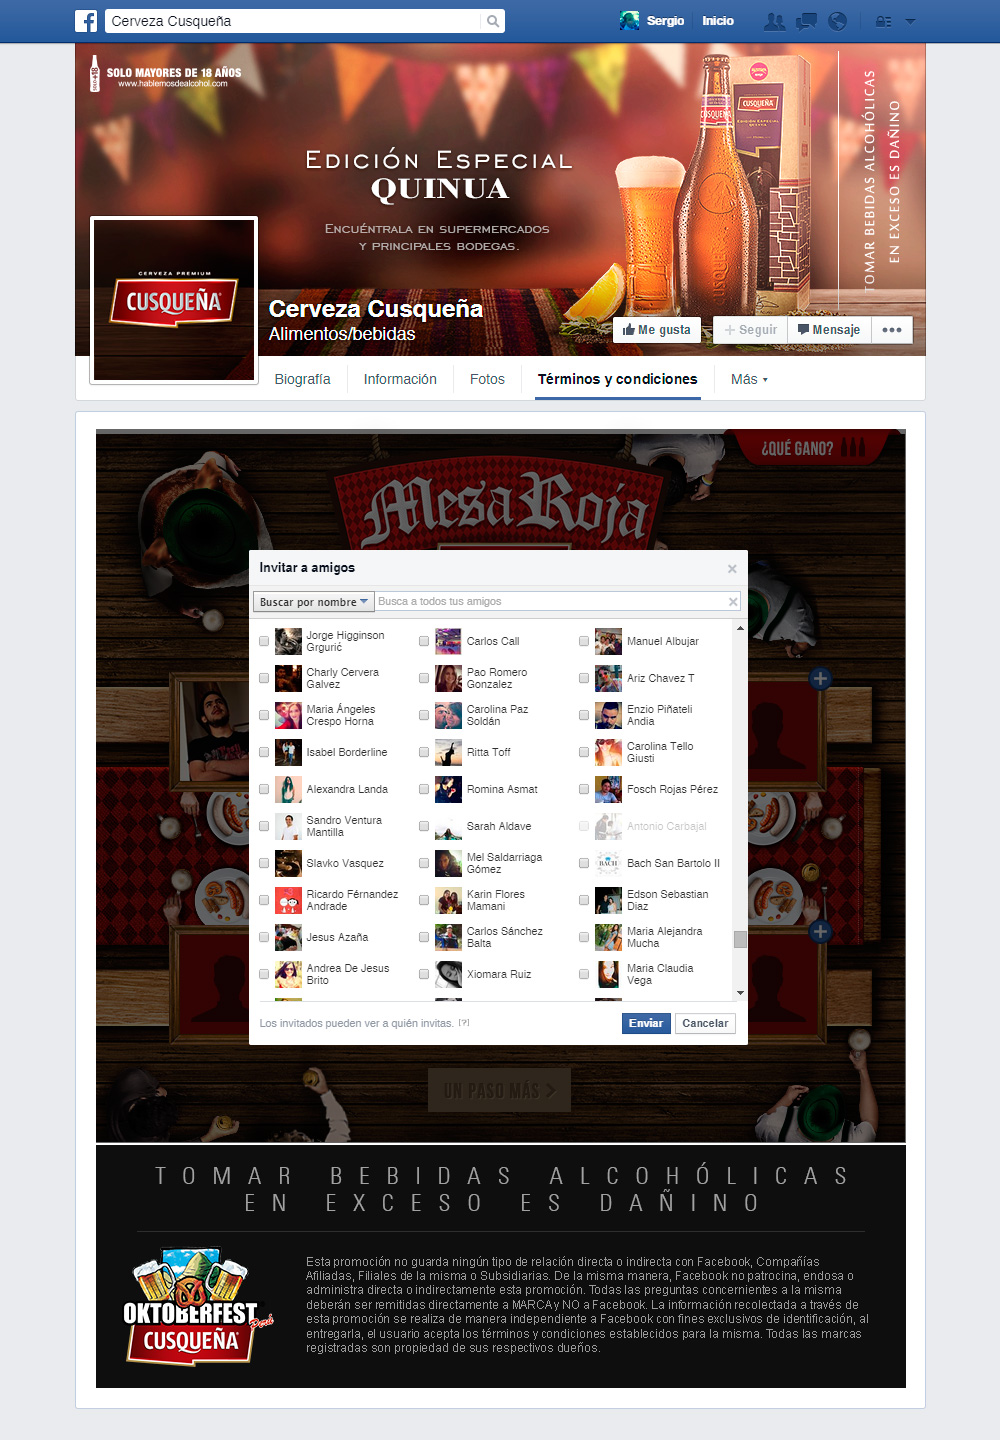 Cerveza Cusqueña
Sergio
Inicio
SOLO MAYORES DE 18 AÑOS
www.hablemosdealcohol.com
EDICIÓN ESPECIAL
QUINUA
ENCUÉNTRALA EN SUPERMERCADOS
Y PRINCIPALES BODEGAS.
TOMAR BEBIDAS ALCOHÓLICAS
EN EXCESO ES DAÑINO
CUSQUEÑA
CUSQUEÑA
EDICIÓN ESPECIAL
QUINUA
CERVEZA PREMIUM
CUSQUEÑA
Cerveza Cusqueña
Alimentos/bebidas
Me gusta
Seguir
Mensaje
Biografía
Información
Fotos
Términos y condiciones
Más
¿QUÉ GANO?
Mesa Roja
Invitar a amigos
Buscar por nombre
Busca a todos tus amigos
Jorge Higginson
Grgurić
Carlos Call
Manuel Albujar
Charly Cervera
Galvez
Pao Romero
Gonzalez
Ariz Chavez T
Maria Ángeles
Crespo Horna
Carolina Paz
Soldán
Enzio Piñateli
Andia
Isabel Borderline
Ritta Toff
Carolina Tello
Giusti
Alexandra Landa
Romina Asmat
Fosch Rojas Pérez
Sandro Ventura
Mantilla
Sarah Aldave
Antonio Carbajal
Slavko Vasquez
Mel Saldarriaga
Gómez
BACH
Bach San Bartolo II
Ricardo Férnandez
Andrade
Karin Flores
Mamani
Edson Sebastian
Diaz
Jesus Azaña
Carlos Sánchez
Balta
Maria Alejandra
Mucha
Andrea De Jesus
Brito
Xiomara Ruiz
Maria Claudia
Vega
Los invitados pueden ver a quién invitas. [?]
Enviar
Cancelar
UN PASO MÁS >
TOMAR BEBIDAS ALCOHÓLICAS
EN EXCESO ES DAÑINO
OKTOBERFEST
Perú
CUSQUEÑA
Esta promoción no guarda ningún tipo de relación directa o indirecta con Facebook, Compañías
Afiliadas, Filiales de la misma o Subsidiarias. De la misma manera, Facebook no patrocina, endosa o
administra directa o indirectamente esta promoción. Todas las preguntas concernientes a la misma
deberán ser remitidas directamente a MARCA y NO a Facebook. La información recolectada a través de
esta promoción se realiza de manera independiente a Facebook con fines exclusivos de identificación, al
entregarla, el usuario acepta los términos y condiciones establecidos para la misma. Todas las marcas
registradas son propiedad de sus respectivos dueños.